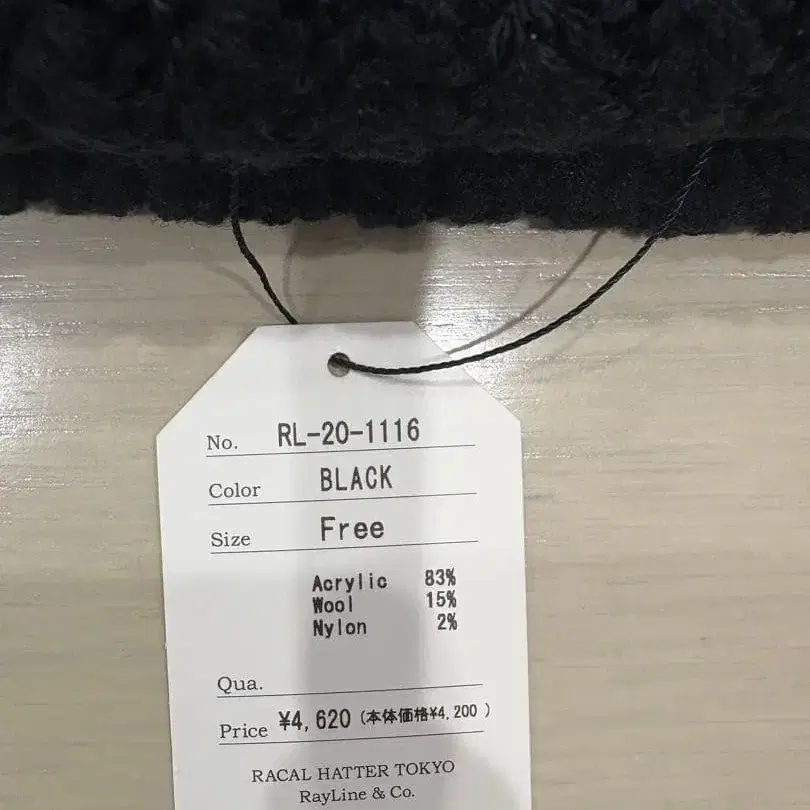 No. RL-20-1116
Color BLACK
Size Free
Acrylic 83%
Wool 15%
Nylon 2%
Qua.
Price ¥4,620 (本体価格¥4,200 )
RACAL HATTER TOKYO
RayLine & Co.